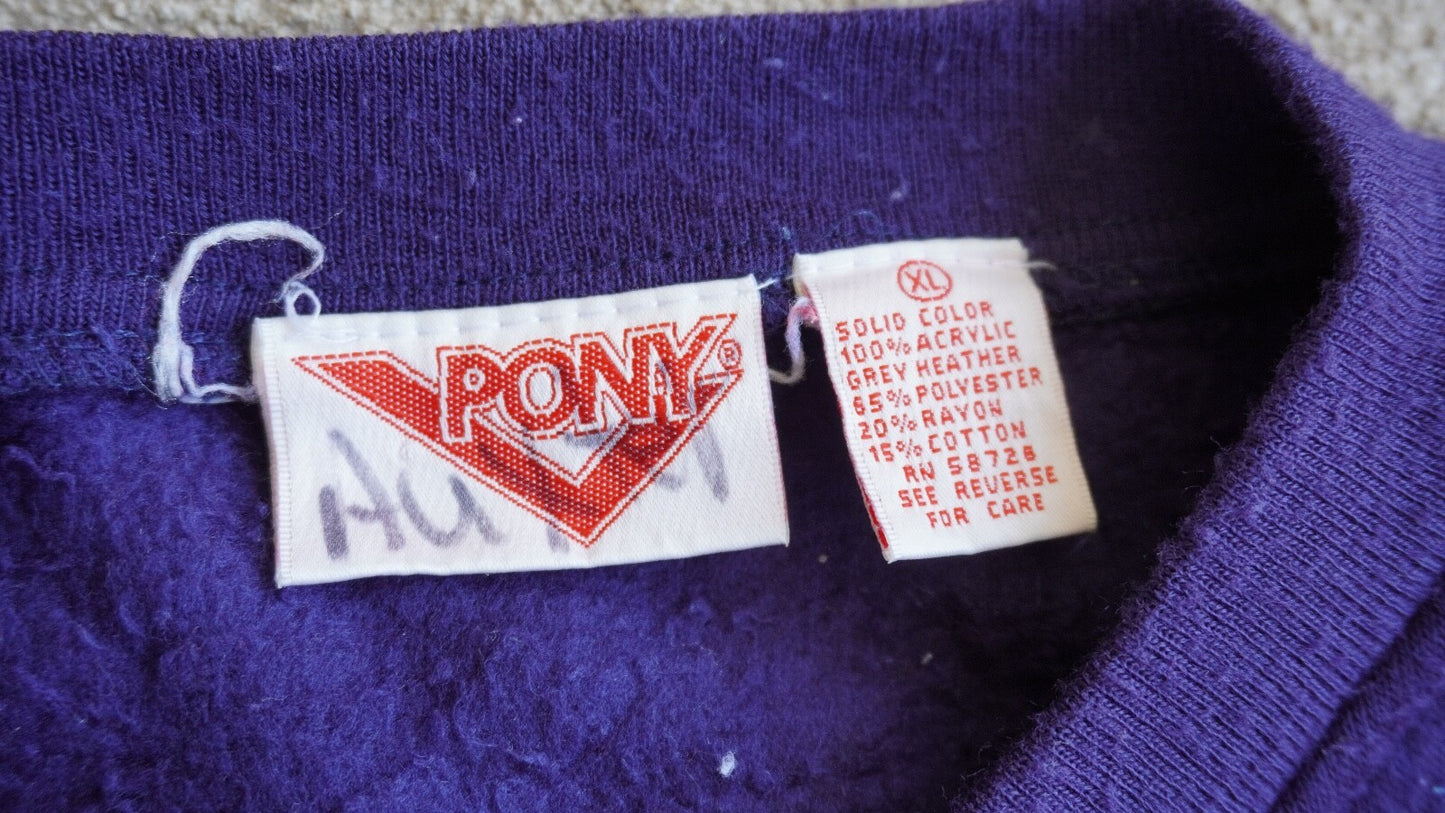 PONY®
XL
SOLID COLOR
100% ACRYLIC
GREY HEATHER
65% POLYESTER
20% RAYON
15% COTTON
RN 58728
SEE REVERSE
FOR CARE